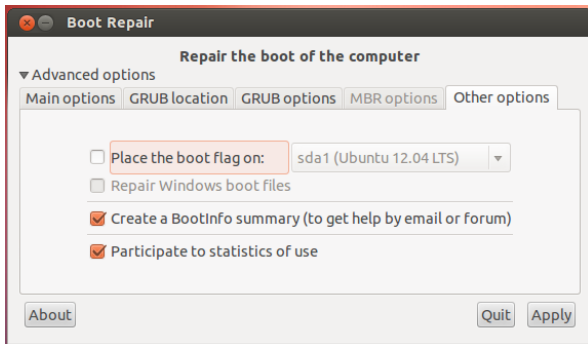 Boot Repair
Repair the boot of the computer
Advanced options
Main options GRUB location GRUB options MBR options Other options
Place the boot flag on: sda1 (Ubuntu 12.04 LTS)
Repair Windows boot files
Create a BootInfo summary (to get help by email or forum)
Participate to statistics of use
About Quit Apply